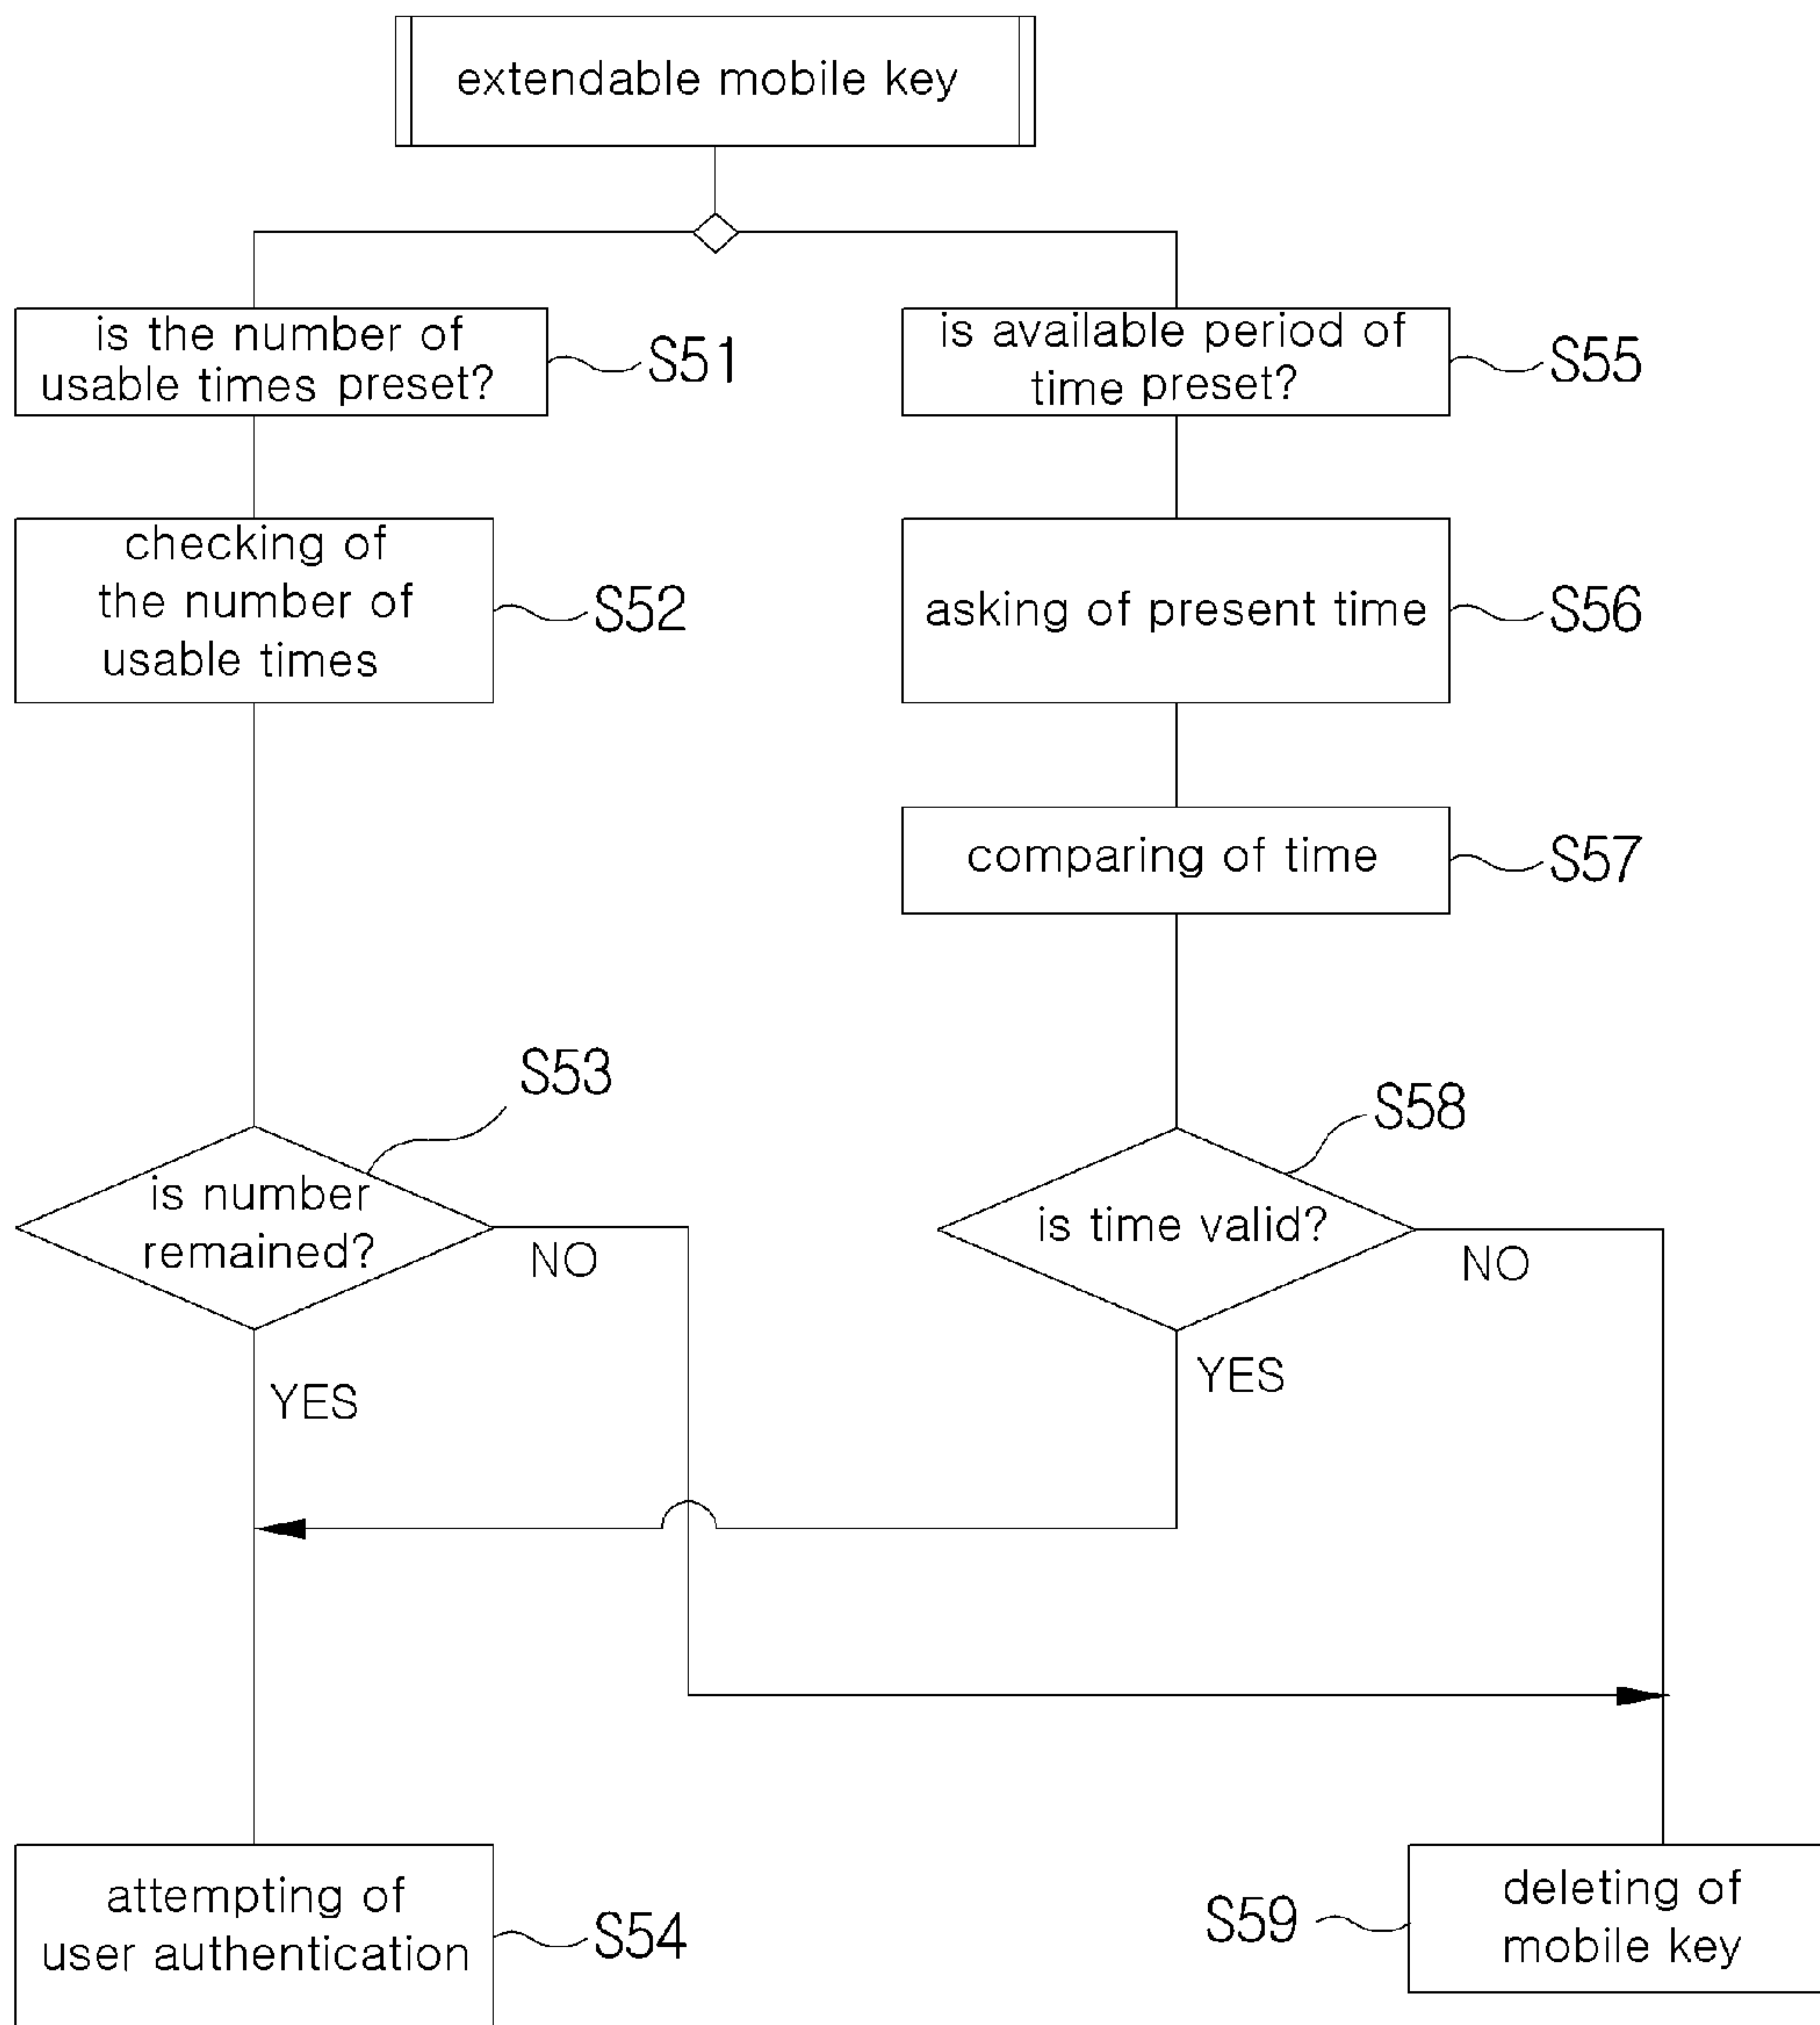 extendable mobile key
is the number of
usable times preset?
S51
is available period of
time preset?
S55
checking of
the number of
usable times
S52
asking of present time
S56
comparing of time
S57
S53
is number
remained?
NO
YES
S58
is time valid?
NO
YES
attempting of
user authentication
S54
S59
deleting of
mobile key